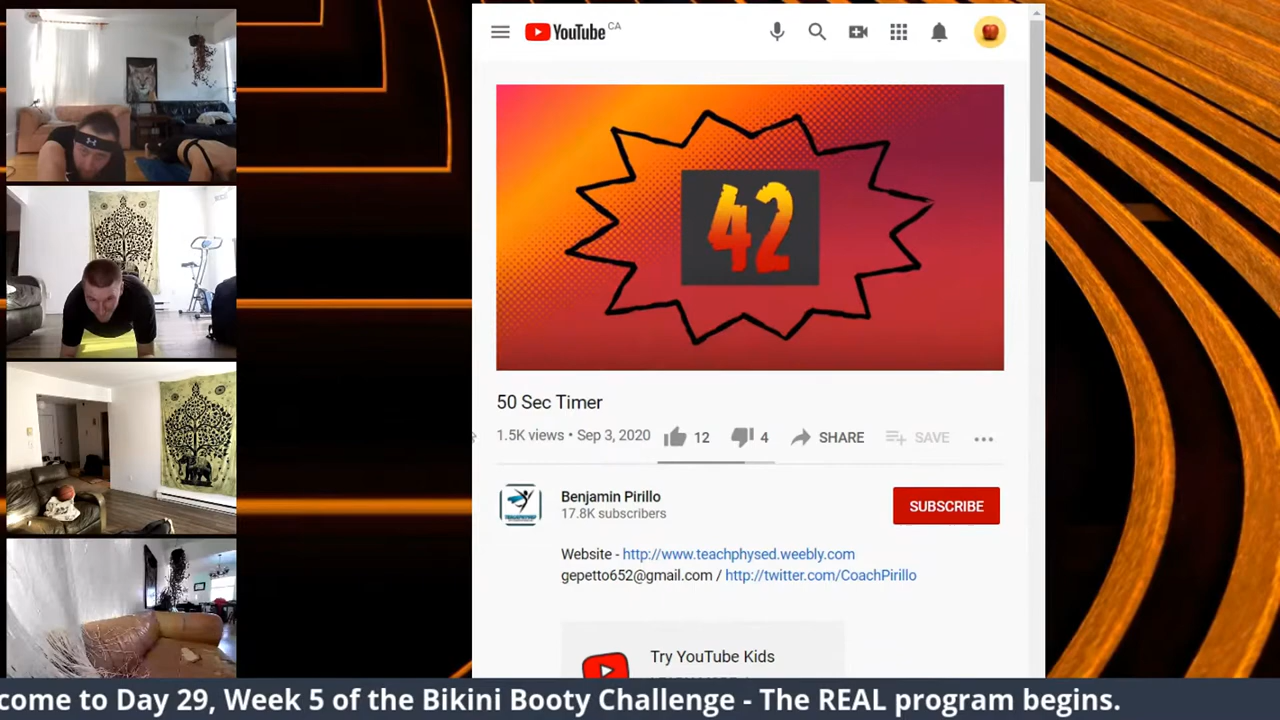 YouTube CA
42
50 Sec Timer
1.5K views • Sep 3, 2020 12 4 SHARE SAVE
Benjamin Pirillo
17.8K subscribers
SUBSCRIBE
Website - http://www.teachphysed.weebly.com
gepetto652@gmail.com / http://twitter.com/CoachPirillo
Try YouTube Kids
come to Day 29, Week 5 of the Bikini Booty Challenge - The REAL program begins.